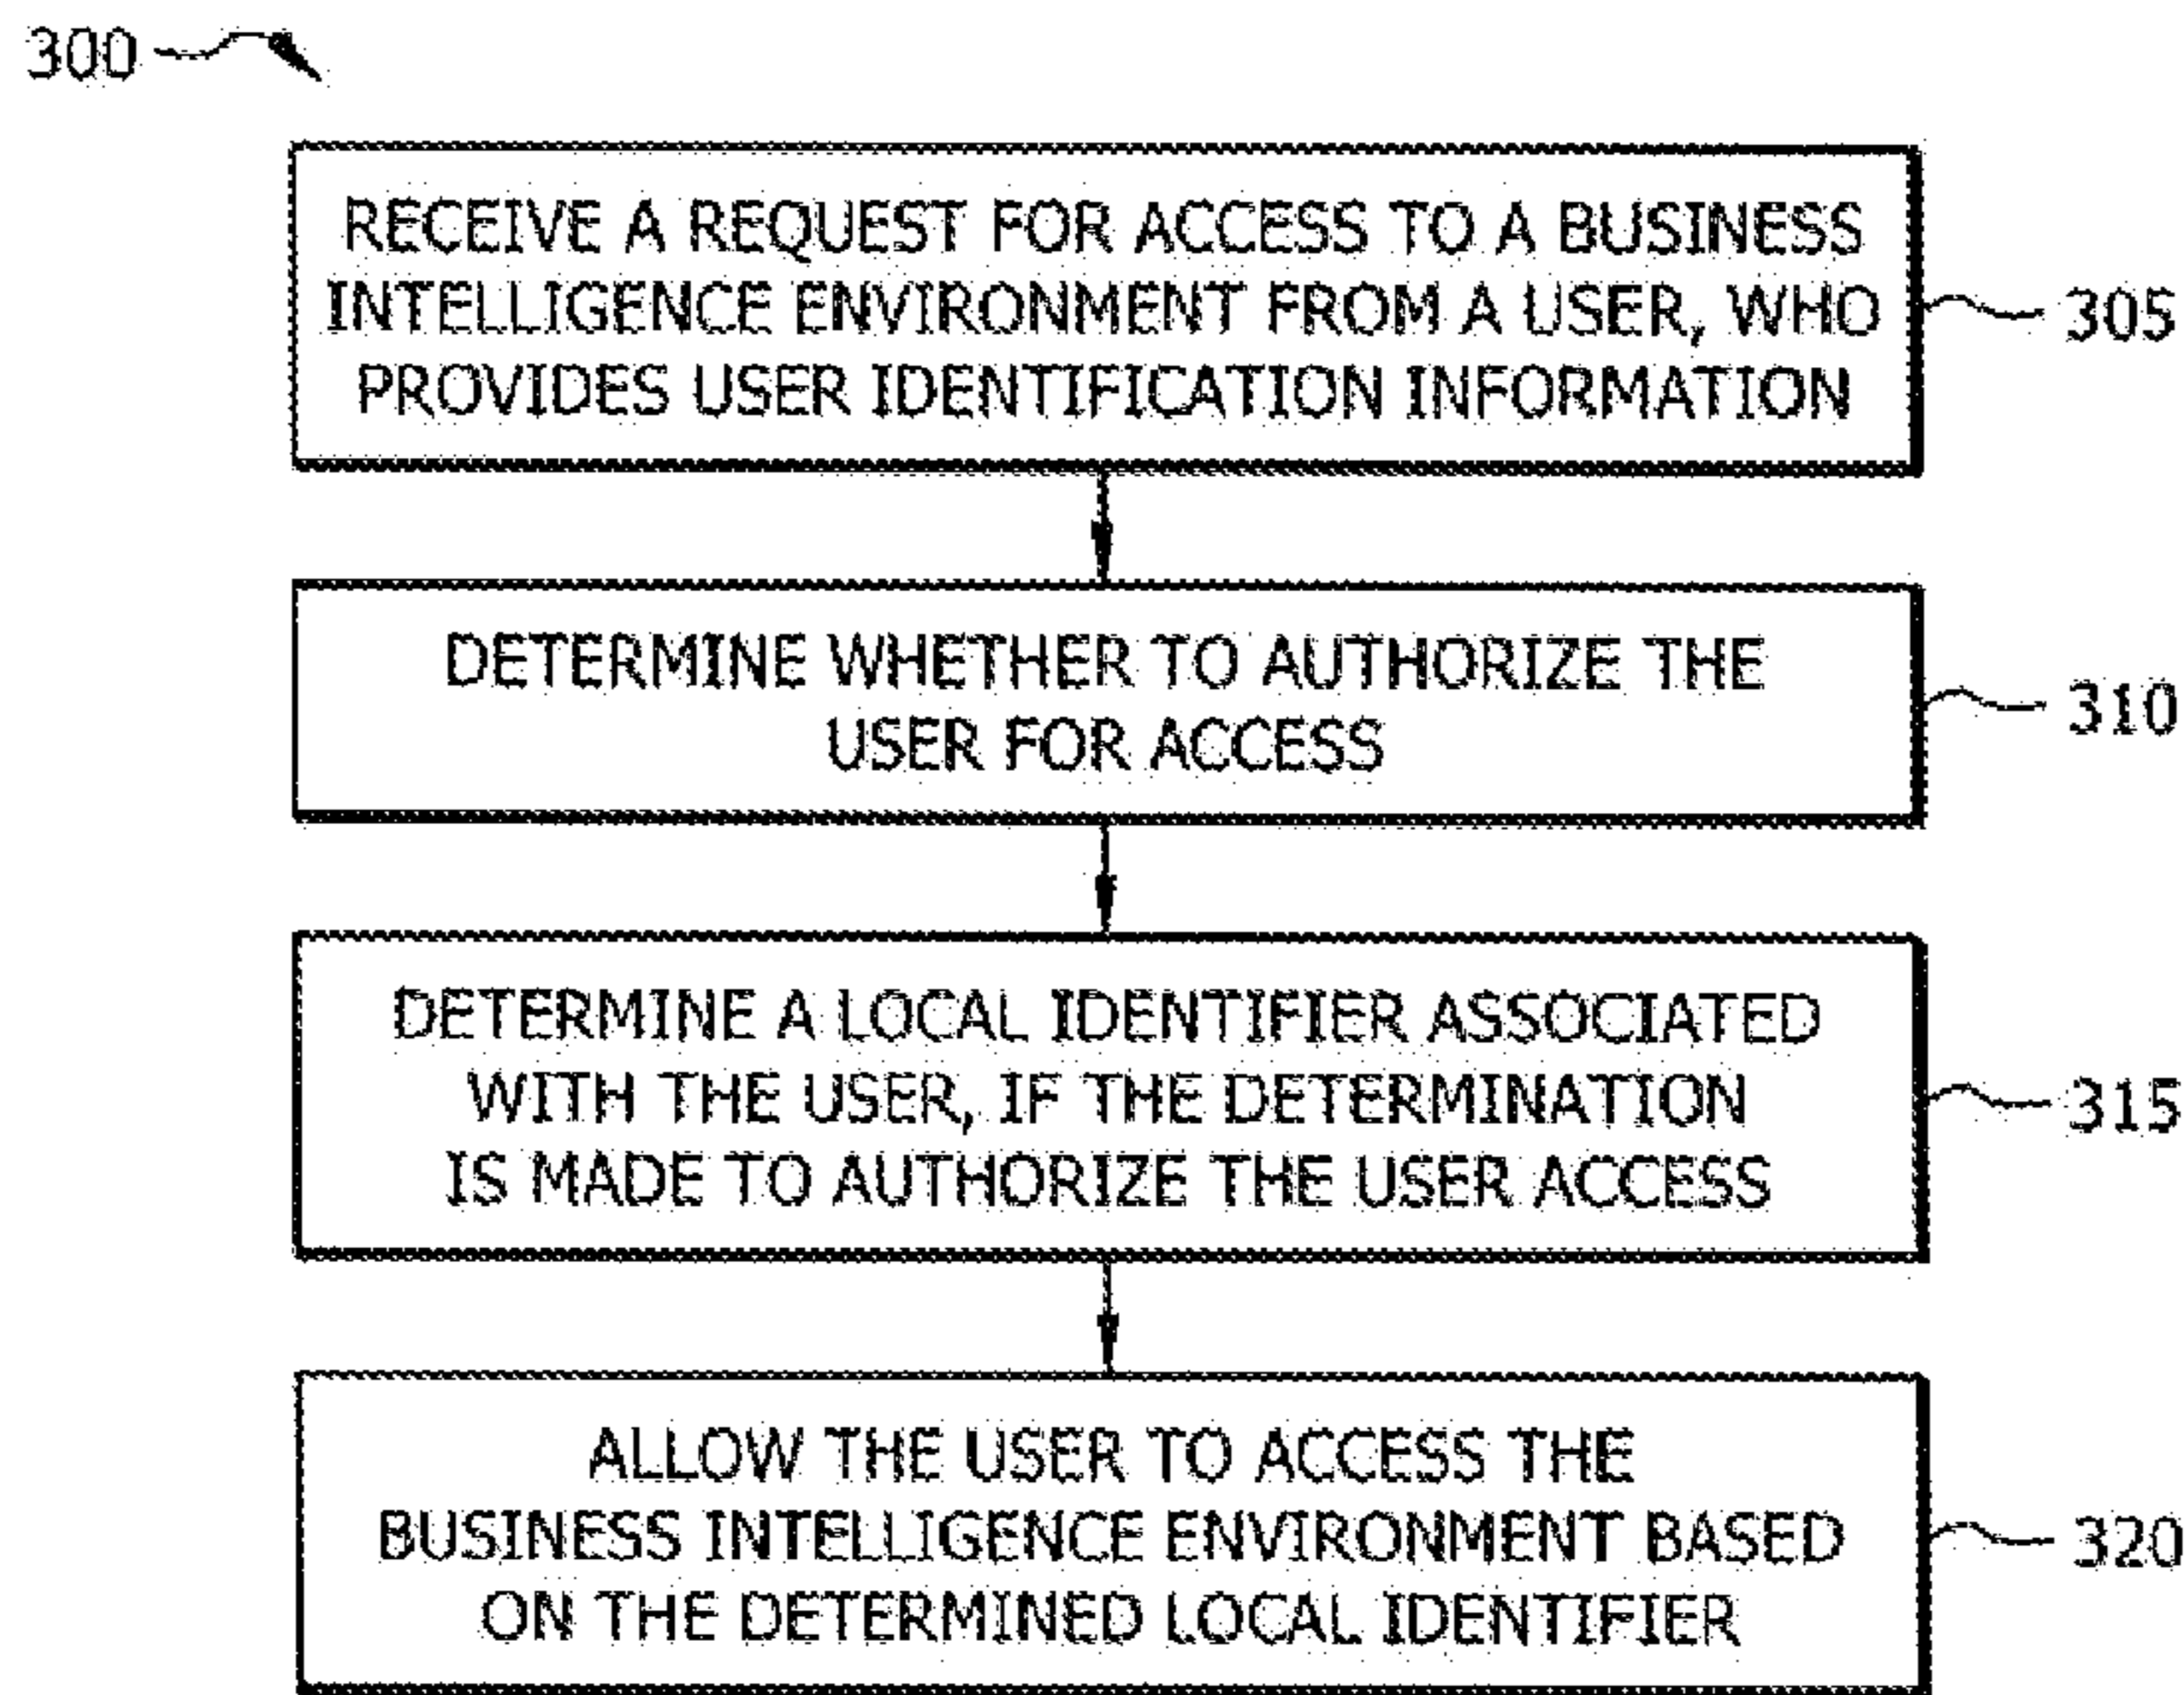 300
RECEIVE A REQUEST FOR ACCESS TO A BUSINESS
INTELLIGENCE ENVIRONMENT FROM A USER, WHO
PROVIDES USER IDENTIFICATION INFORMATION
305
DETERMINE WHETHER TO AUTHORIZE THE
USER FOR ACCESS
310
DETERMINE A LOCAL IDENTIFIER ASSOCIATED
WITH THE USER, IF THE DETERMINATION
IS MADE TO AUTHORIZE THE USER ACCESS
315
ALLOW THE USER TO ACCESS THE
BUSINESS INTELLIGENCE ENVIRONMENT BASED
ON THE DETERMINED LOCAL IDENTIFIER
320